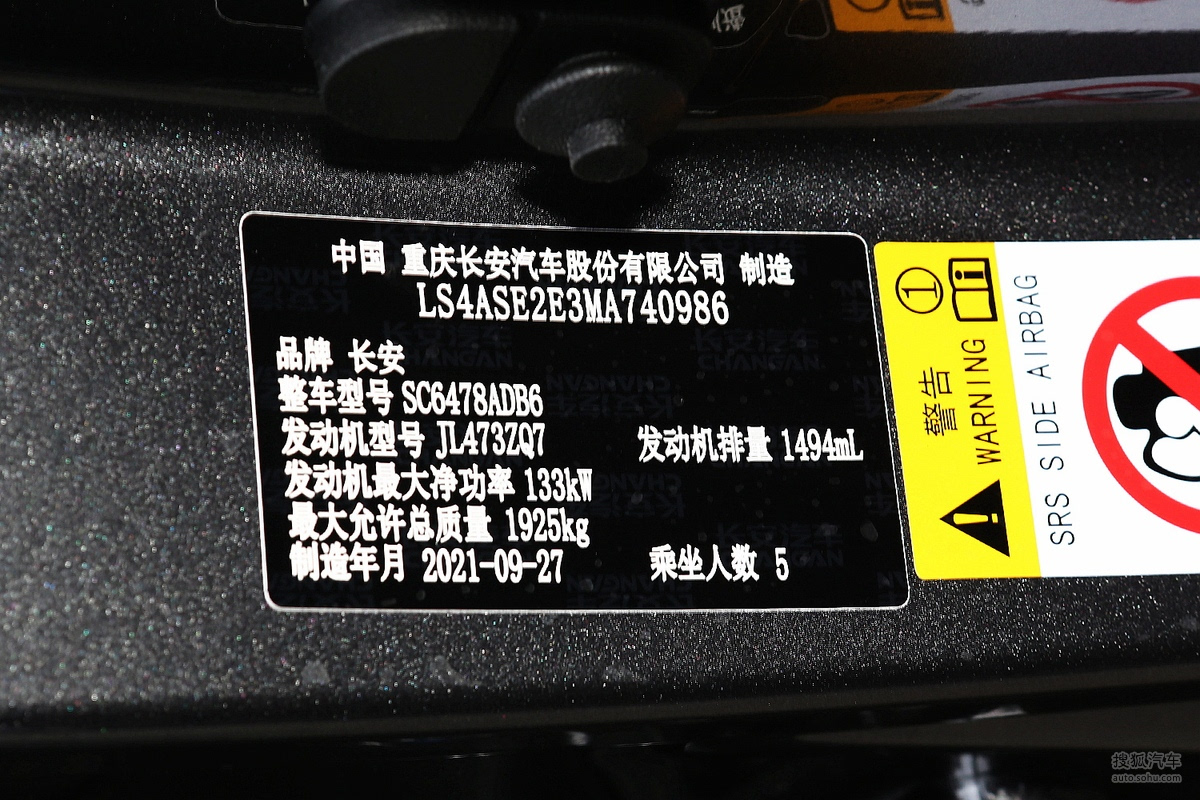 中国 重庆长安汽车股份有限公司 制造
LS4ASE2E3MA740986
品牌 长安
整车型号 SC6478ADB6
发动机型号 JL473ZQ7 发动机排量 1494mL
发动机最大净功率 133kW
最大允许总质量 1925kg
制造年月 2021-09-27 乘坐人数 5
1
警告
WARNING
SRS SIDE AIRBAG
搜狐汽车
auto.sohu.com